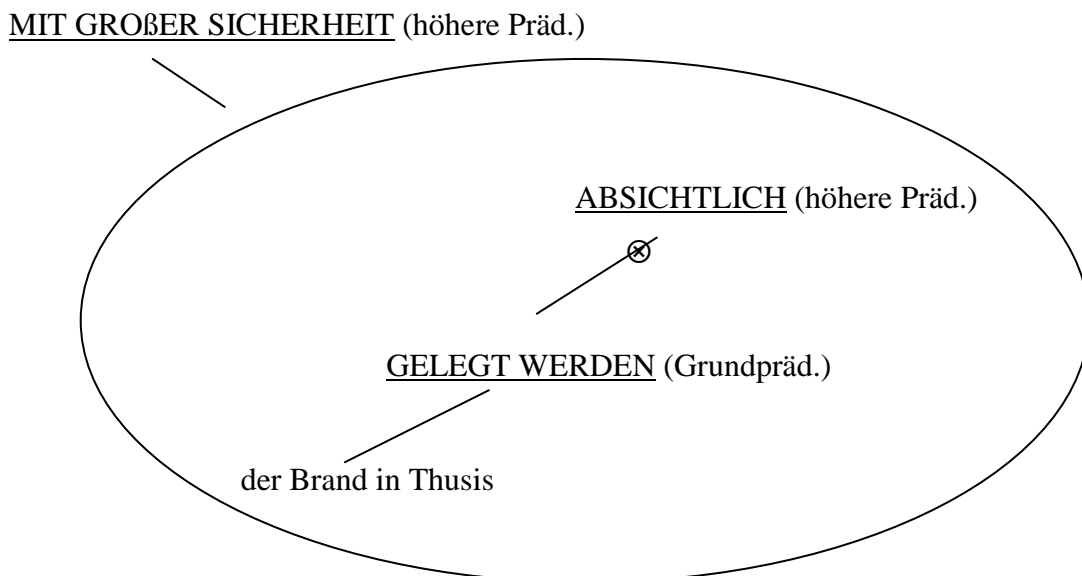 MIT GROßER SICHERHEIT (höhere Präd.)
ABSICHTLICH (höhere Präd.)
GELEGT WERDEN (Grundpräd.)
der Brand in Thusis